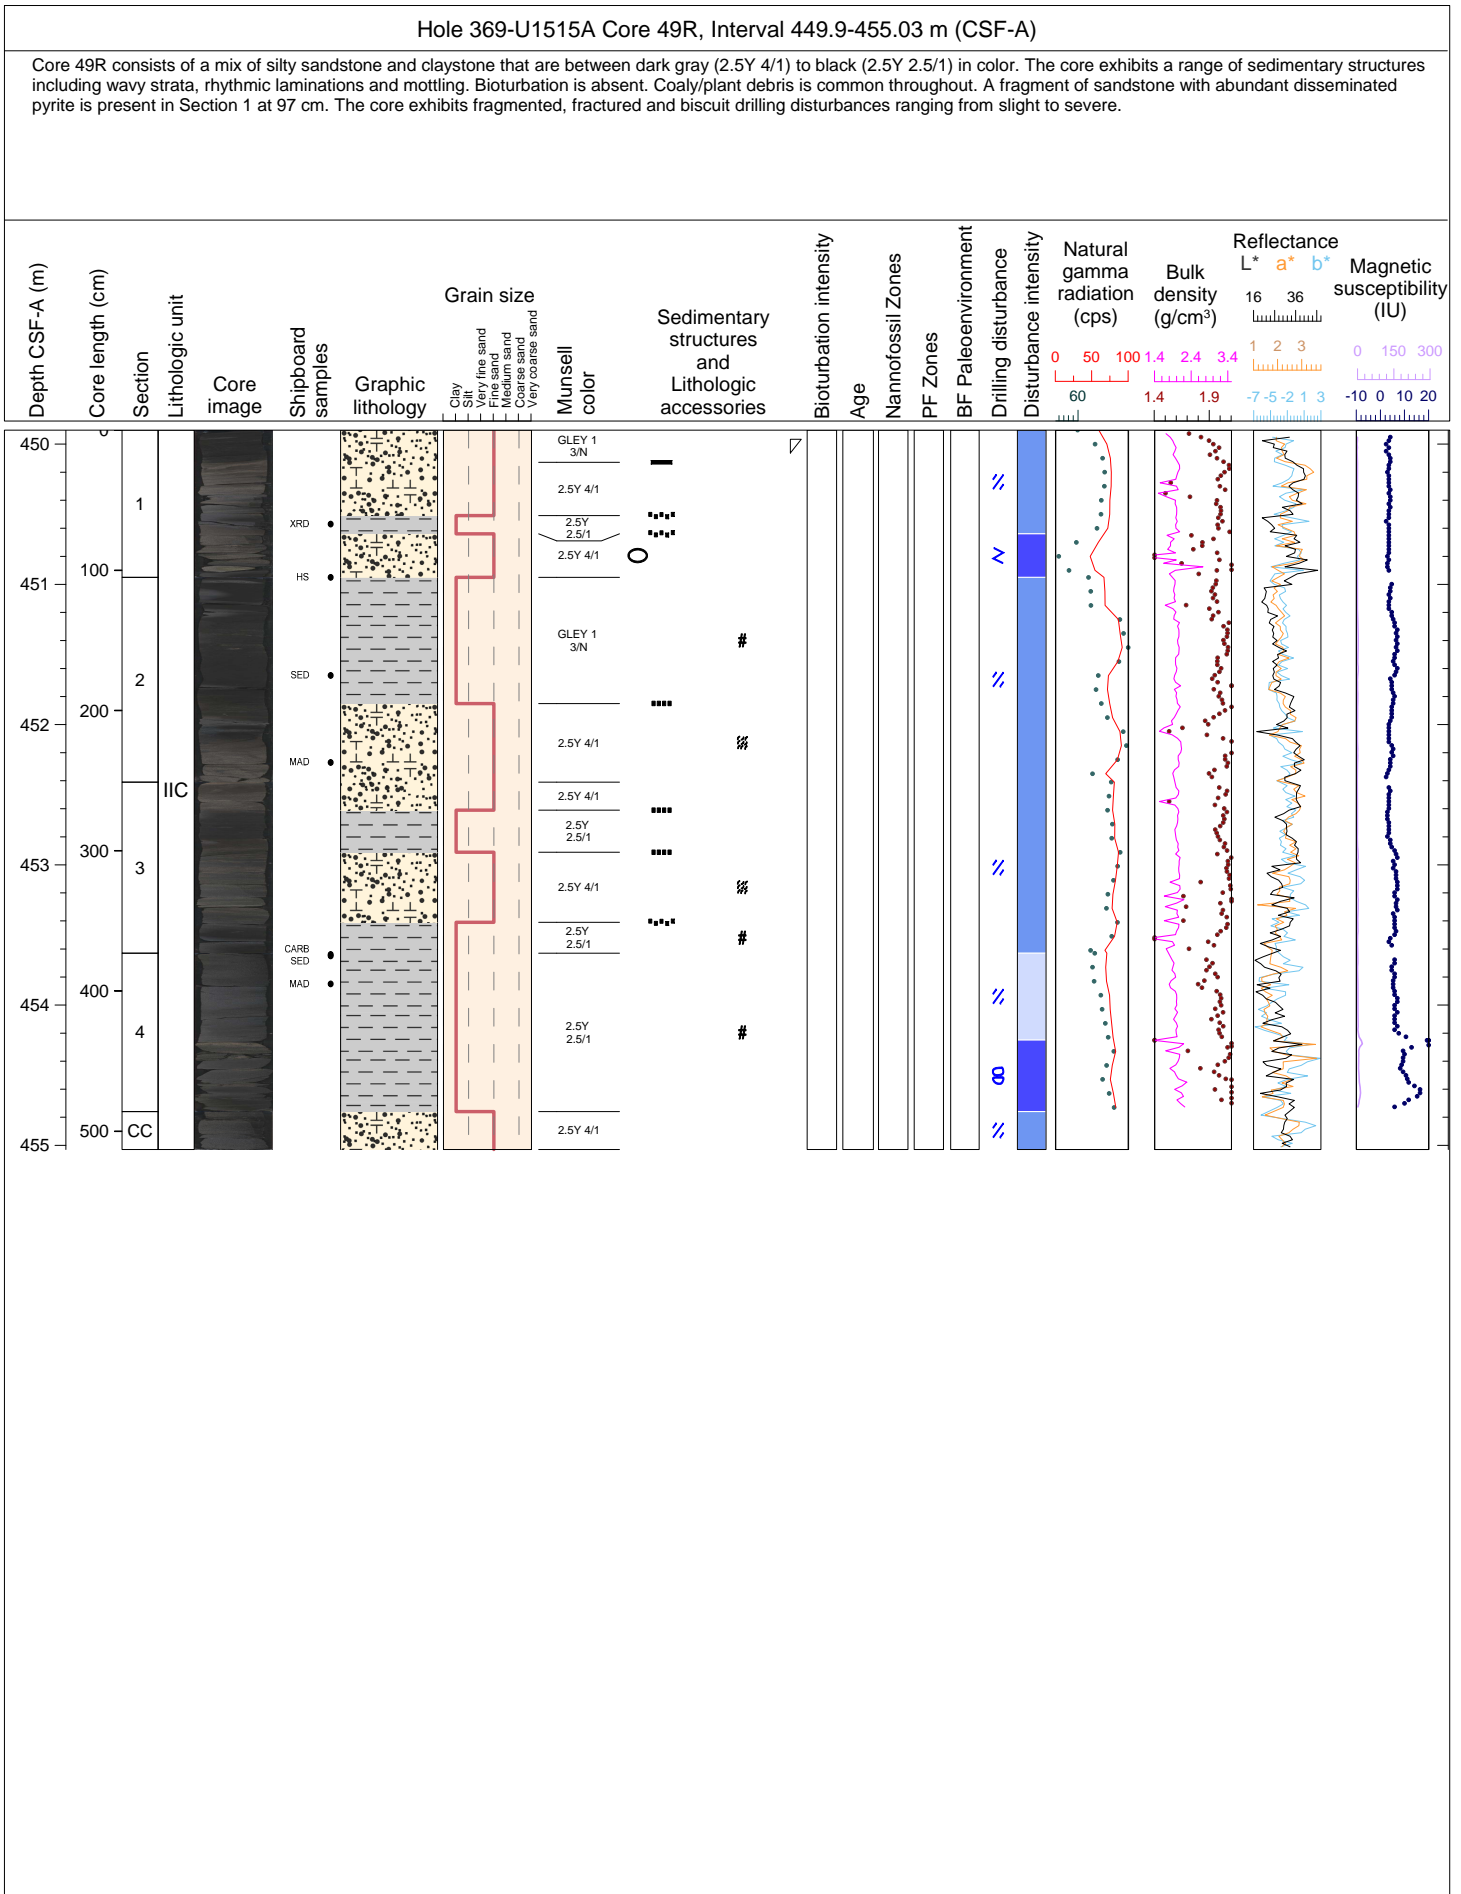 Hole 369-U1515A Core 49R, Interval 449.9-455.03 m (CSF-A)
Core 49R consists of a mix of silty sandstone and claystone that are between dark gray (2.5Y 4/1) to black (2.5Y 2.5/1) in color. The core exhibits a range of sedimentary structures
including wavy strata, rhythmic laminations and mottling. Bioturbation is absent. Coaly/plant debris is common throughout. A fragment of sandstone with abundant disseminated
pyrite is present in Section 1 at 97 cm. The core exhibits fragmented, fractured and biscuit drilling disturbances ranging from slight to severe.
Depth CSF-A (m)
Core length (cm)
Section
Lithologic unit
Core
image
Shipboard
samples
Graphic
lithology
Grain size
Clay
Silt
Very fine sand
Fine sand
Medium sand
Coarse sand
Very coarse sand
Munsell
color
Sedimentary
structures
and
Lithologic
accessories
Bioturbation intensity
Age
Nannofossil Zones
PF Zones
BF Paleoenvironment
Drilling disturbance
Disturbance intensity
Natural
gamma
radiation
(cps)
0 50 100
60
Bulk
density
(g/cm³)
1.4 2.4 3.4
1.4 1.9
Reflectance
L* a* b*
16 36
1 2 3
-7 -5 -2 1 3
Magnetic
susceptibility
(IU)
0 150 300
-10 0 10 20
450
451
452
453
454
455
0
100
200
300
400
500
1
2
3
4
CC
IIC
XRD
HS
SED
MAD
CARB
SED
MAD
GLEY 1
3/N
2.5Y 4/1
2.5Y
2.5/1
2.5Y 4/1
GLEY 1
3/N
2.5Y 4/1
2.5Y 4/1
2.5Y
2.5/1
2.5Y 4/1
2.5Y
2.5/1
2.5Y
2.5/1
2.5Y 4/1